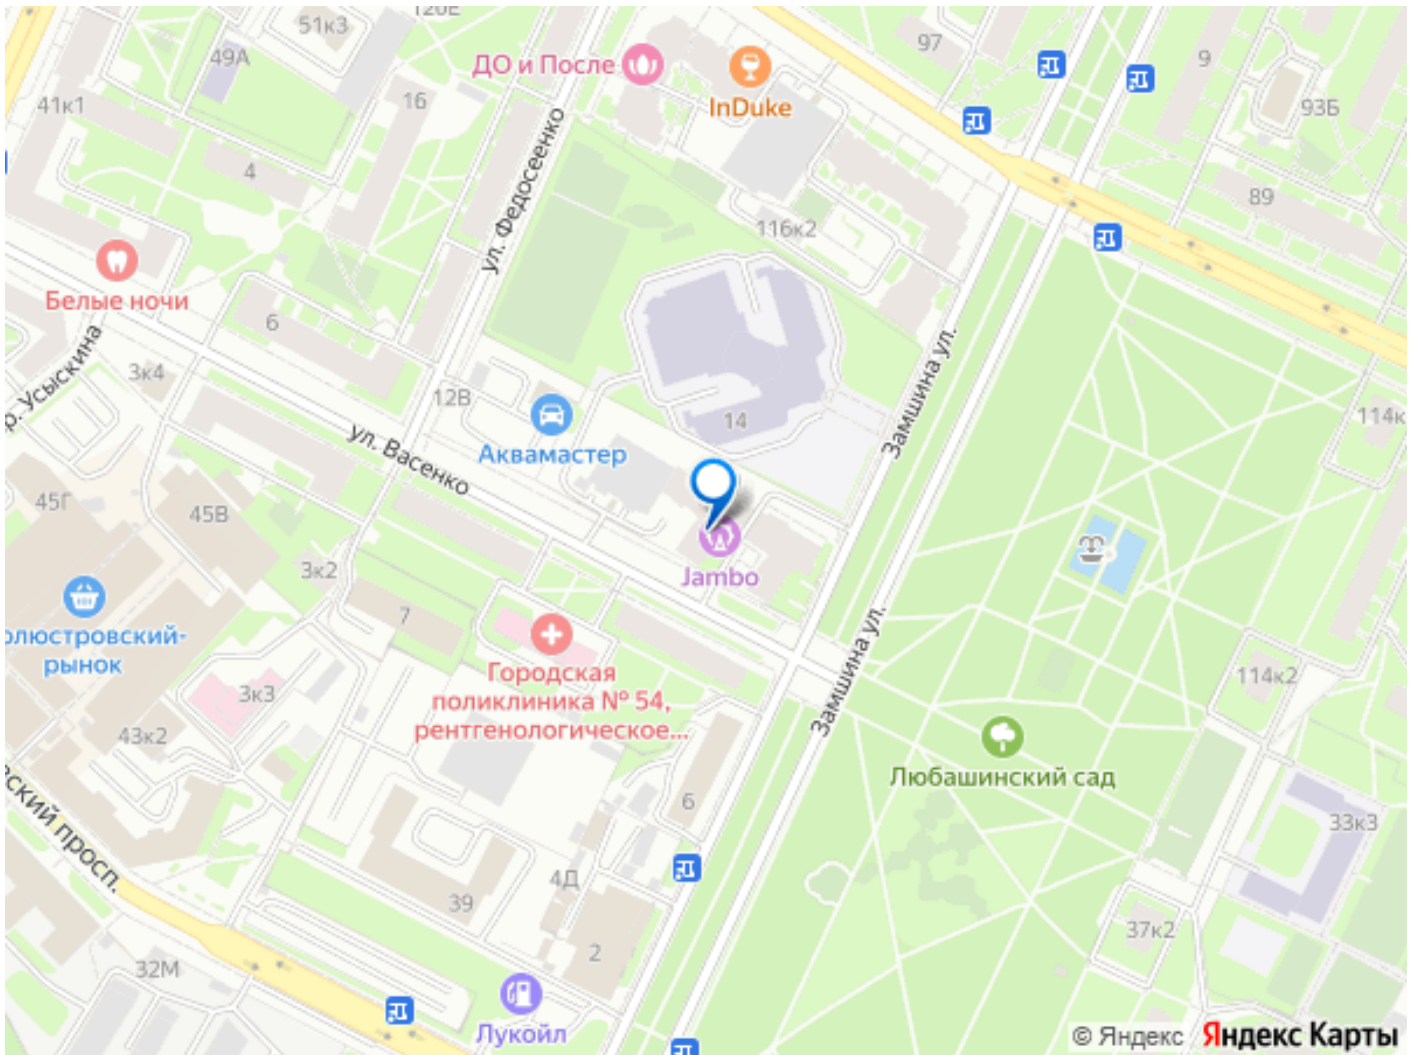 120Е
51к3
49А
97
9
ДО и После
InDuke
41к1
16
93Б
4
ул. Федосеенко
89
116к2
Белые ночи
6
3к4
Замшина ул.
12В
14
114к
Усыскина
Аквамастер
ул. Васенко
45Г
45В
3к2
Jambo
7
олюстровский-
рынок
Городская
поликлиника № 54,
рентгенологическое...
Замшина ул.
114к2
3к3
43к2
Любашинский сад
6
33к3
ский просп.
4Д
39
37к2
2
32М
Лукойл
© Яндекс Яндекс Карты